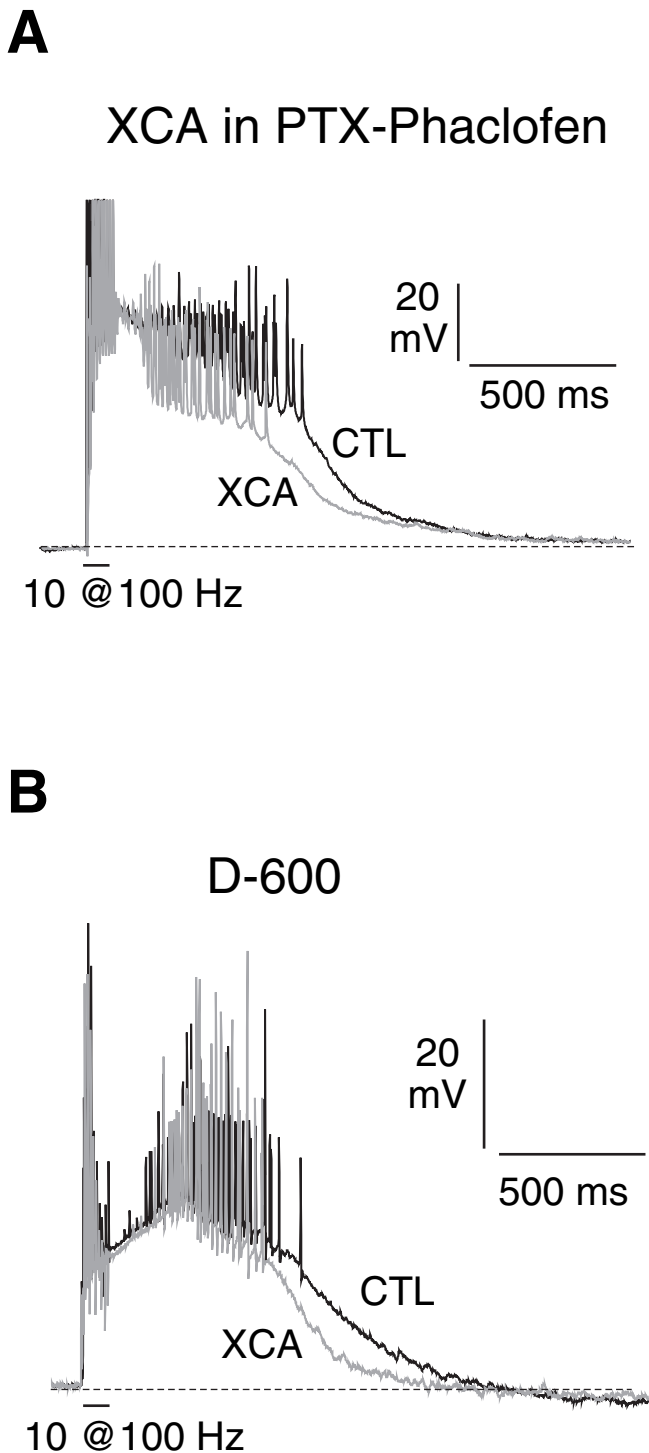 A
XCA in PTX-Phaclofen
20
mV
500 ms
CTL
XCA
10 @100 Hz
B
D-600
20
mV
500 ms
CTL
XCA
10 @100 Hz